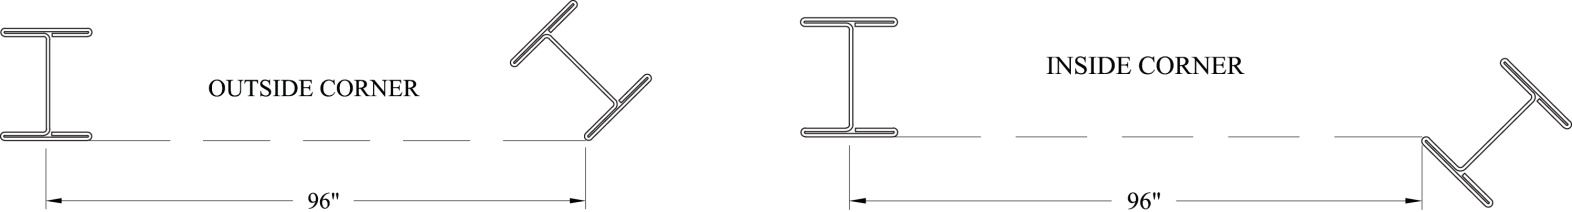 OUTSIDE CORNER
96"
INSIDE CORNER
96"